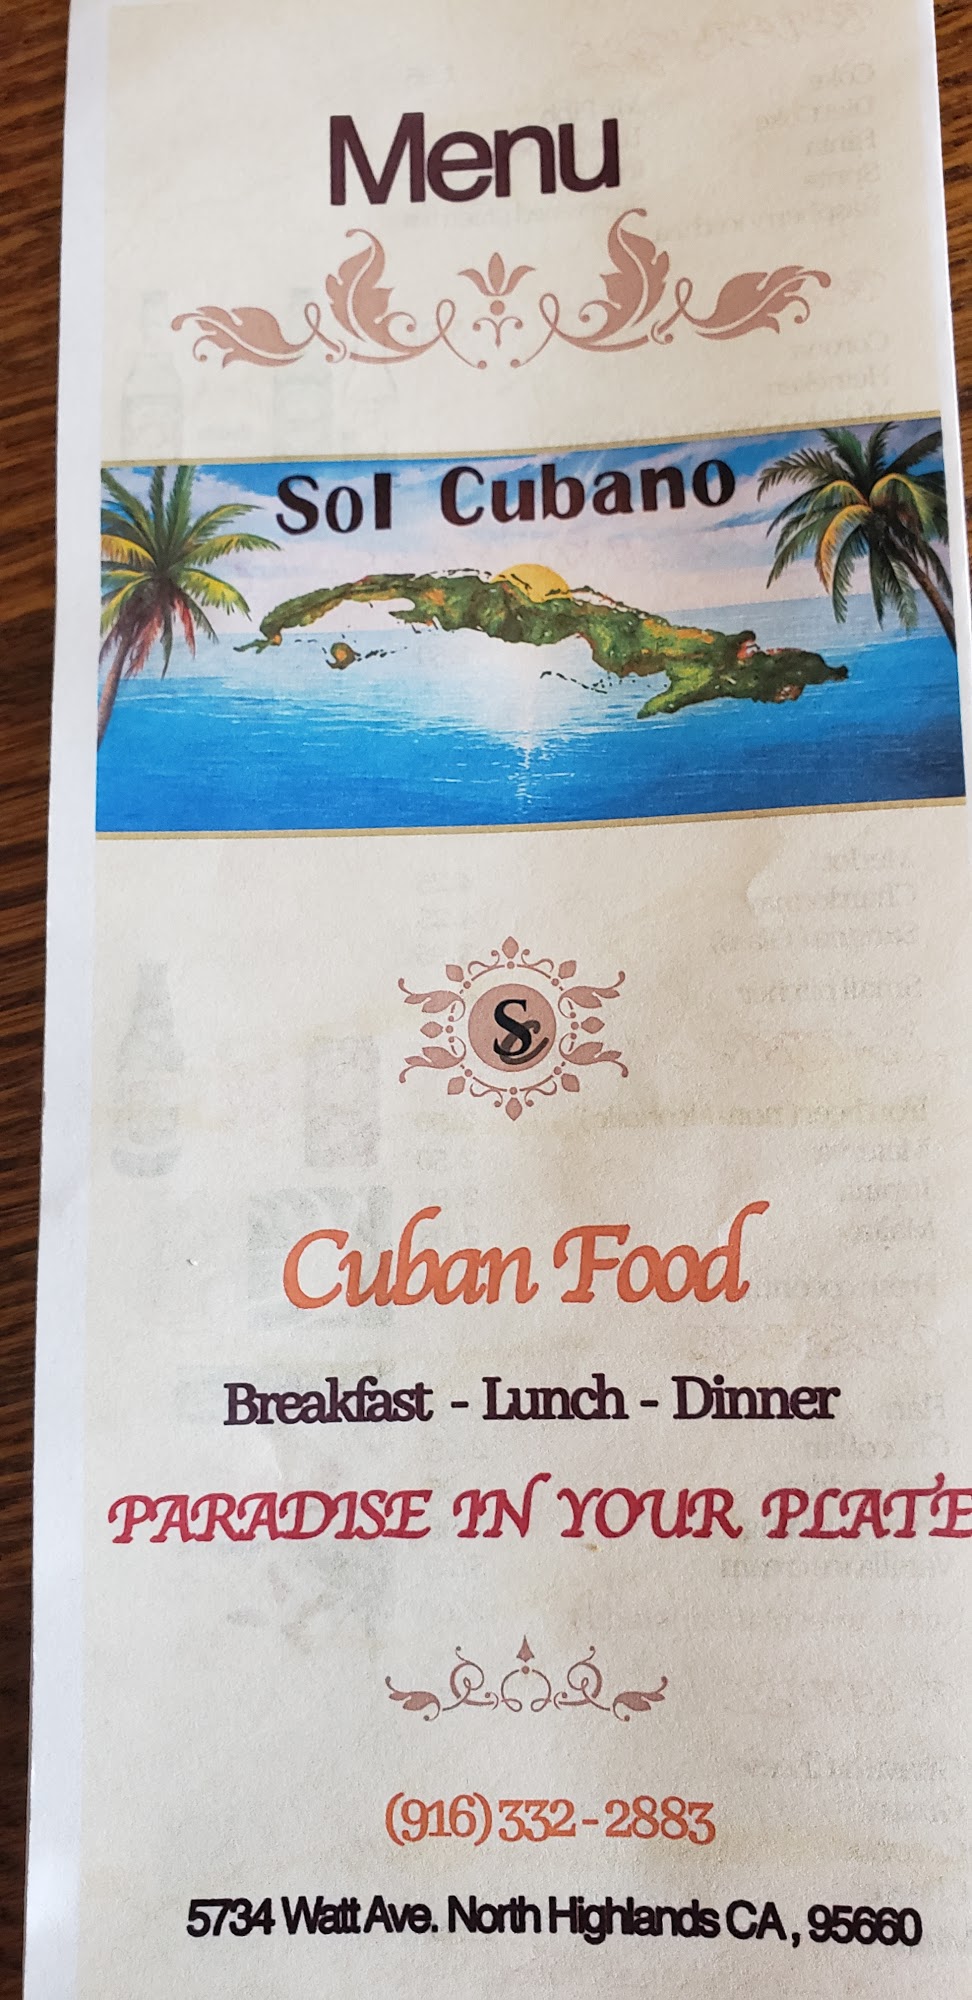 Menu
Sol Cubano
SC
Cuban Food
Breakfast - Lunch - Dinner
PARADISE IN YOUR PLATE
(916) 332-2883
5734 Watt Ave. North Highlands CA, 95660